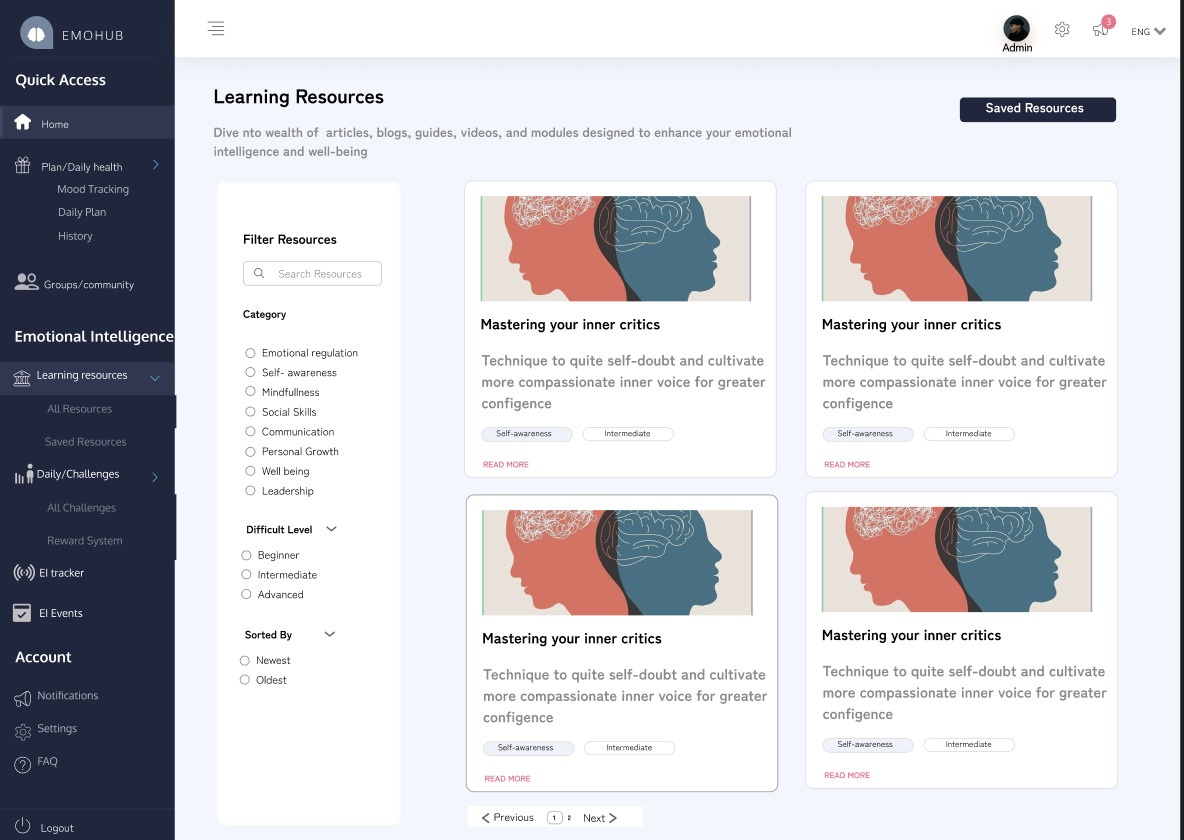 EMOHUB
Quick Access
Home
Plan/Daily health
Mood Tracking
Daily Plan
History
Groups/community
Emotional Intelligence
Learning resources
All Resources
Saved Resources
Daily/Challenges
All Challenges
Reward System
EI tracker
EI Events
Account
Notifications
Settings
FAQ
Logout
Admin
3
ENG
Learning Resources
Saved Resources
Dive nto wealth of articles, blogs, guides, videos, and modules designed to enhance your emotional
intelligence and well-being
Filter Resources
Search Resources
Category
Emotional regulation
Self- awareness
Mindfullness
Social Skills
Communication
Personal Growth
Well being
Leadership
Difficult Level
Beginner
Intermediate
Advanced
Sorted By
Newest
Oldest
Mastering your inner critics
Technique to quite self-doubt and cultivate
more compassionate inner voice for greater
configence
Self-awareness Intermediate
READ MORE
Mastering your inner critics
Technique to quite self-doubt and cultivate
more compassionate inner voice for greater
configence
Self-awareness Intermediate
READ MORE
Mastering your inner critics
Technique to quite self-doubt and cultivate
more compassionate inner voice for greater
configence
Self-awareness Intermediate
READ MORE
Mastering your inner critics
Technique to quite self-doubt and cultivate
more compassionate inner voice for greater
configence
Self-awareness Intermediate
READ MORE
Previous 1 2 Next